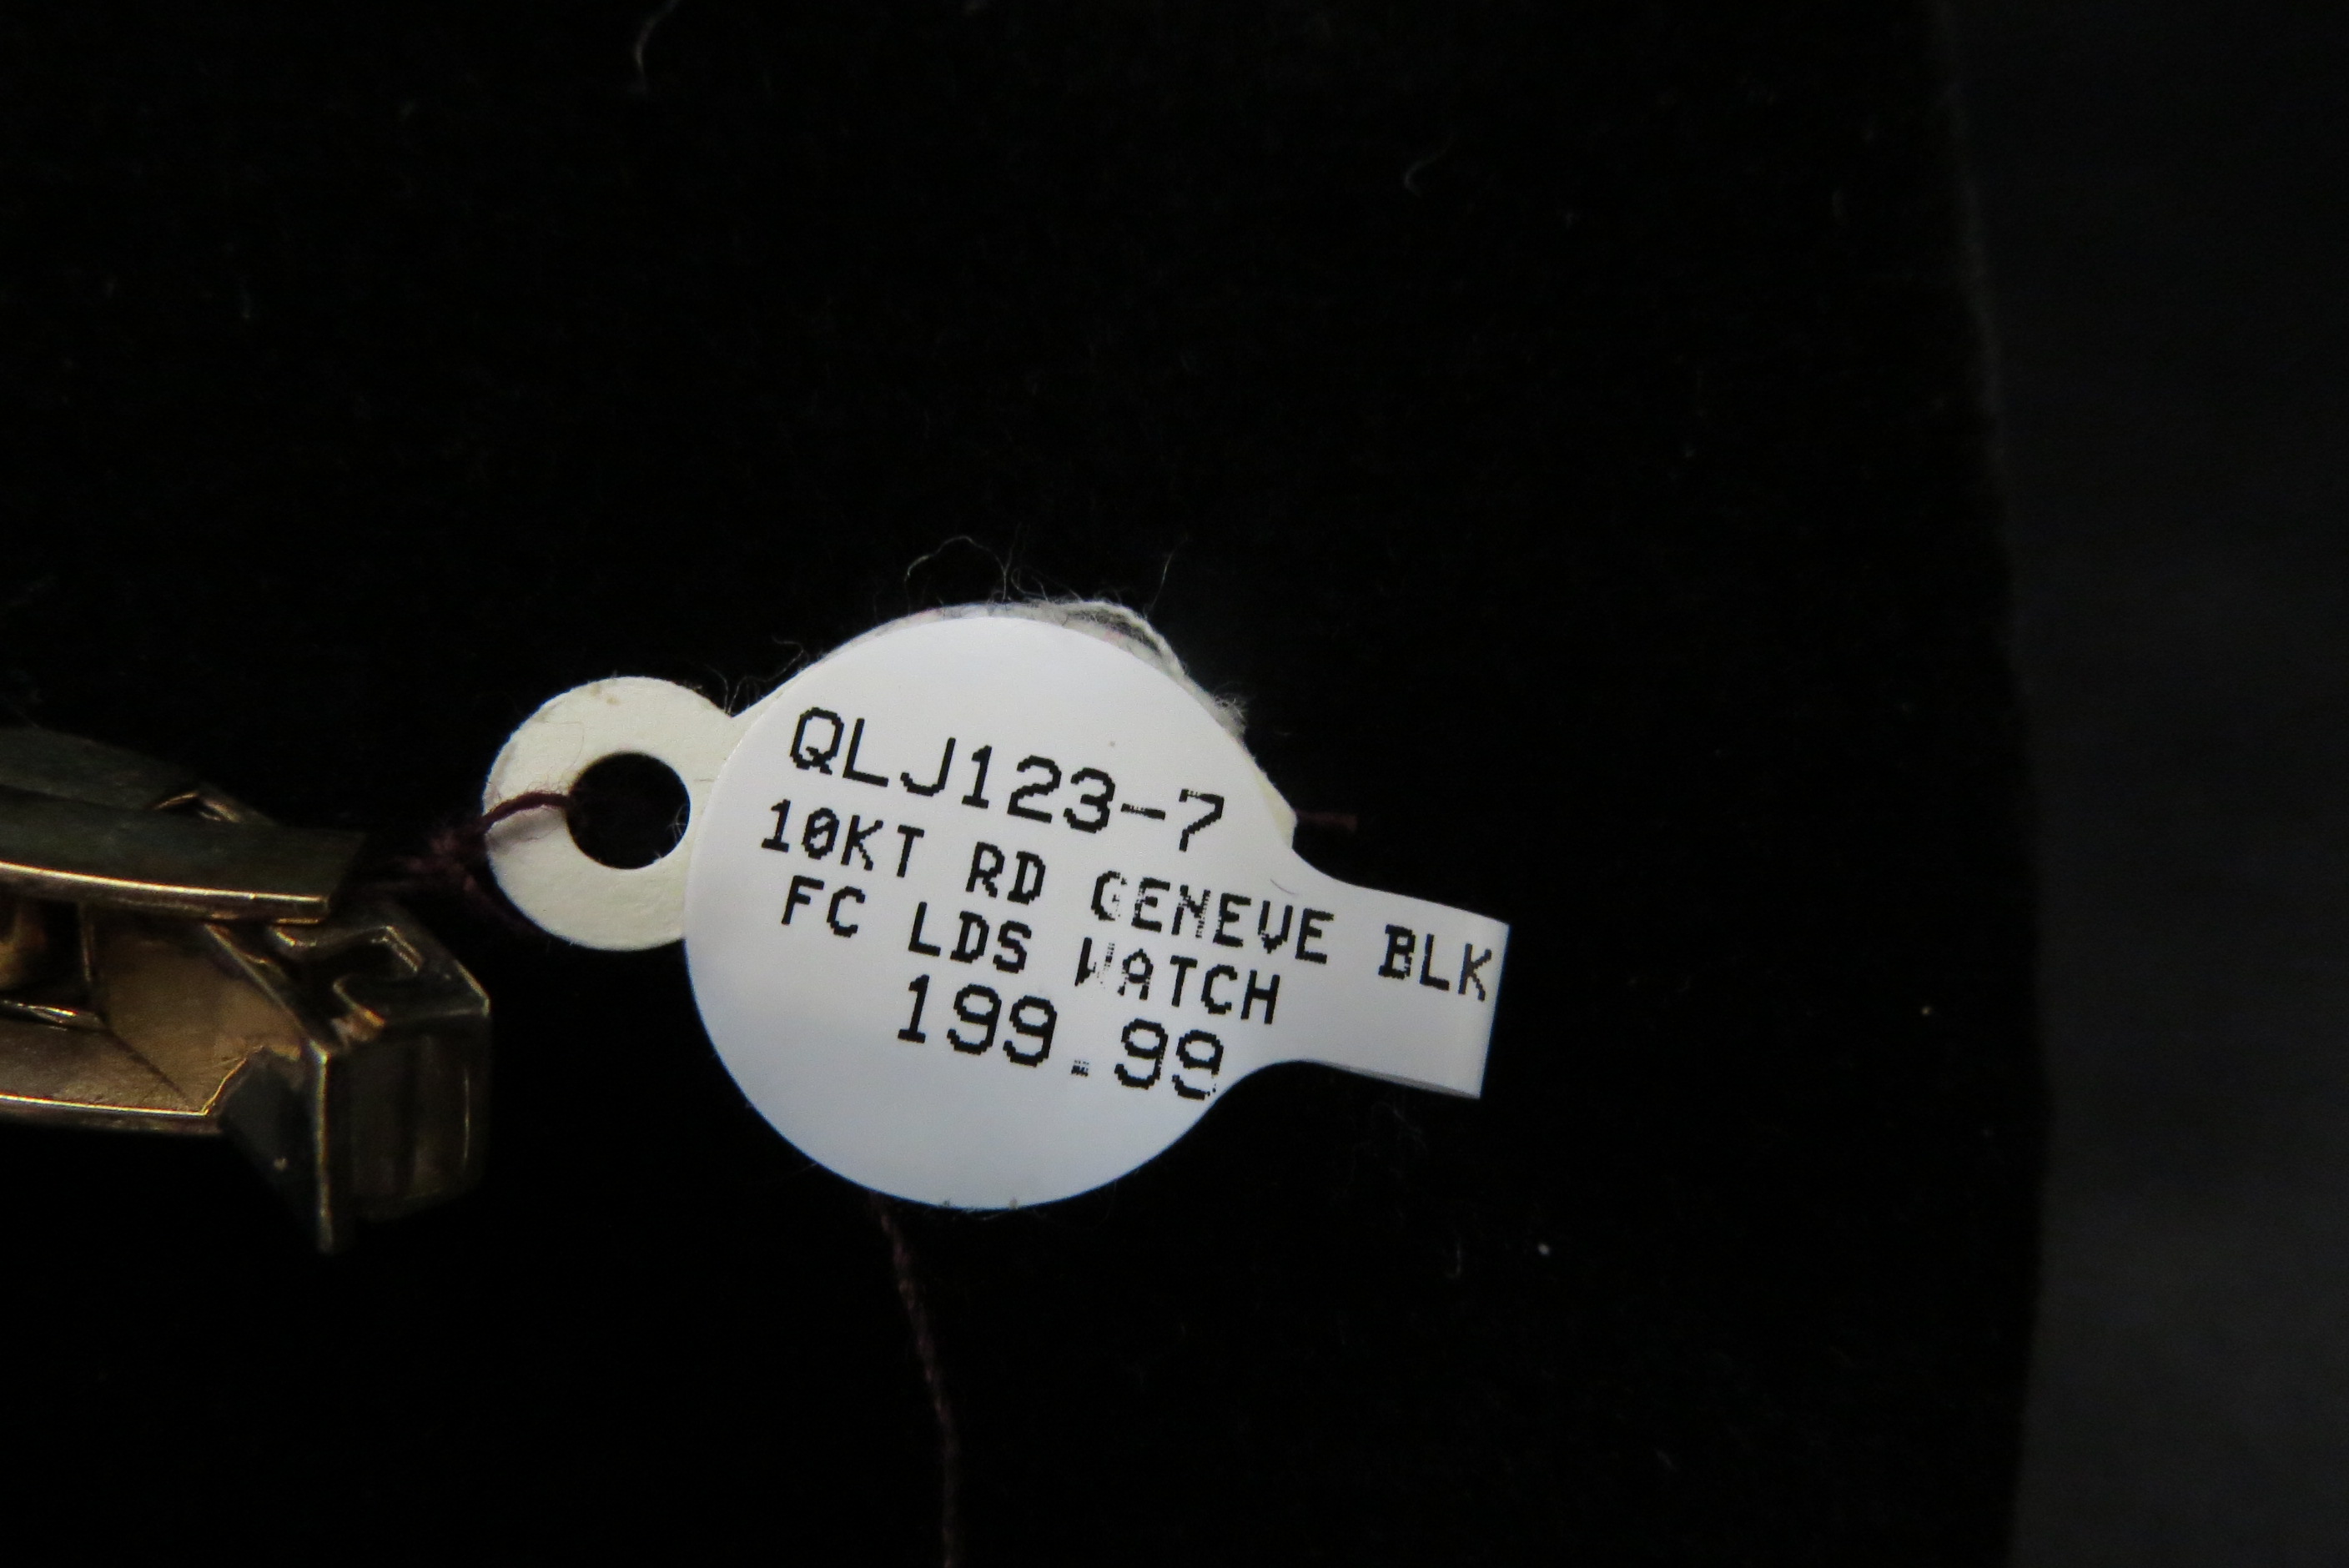 QLJ123-7
10KT RD GENEVE BLK
FC LDS WATCH
199.99